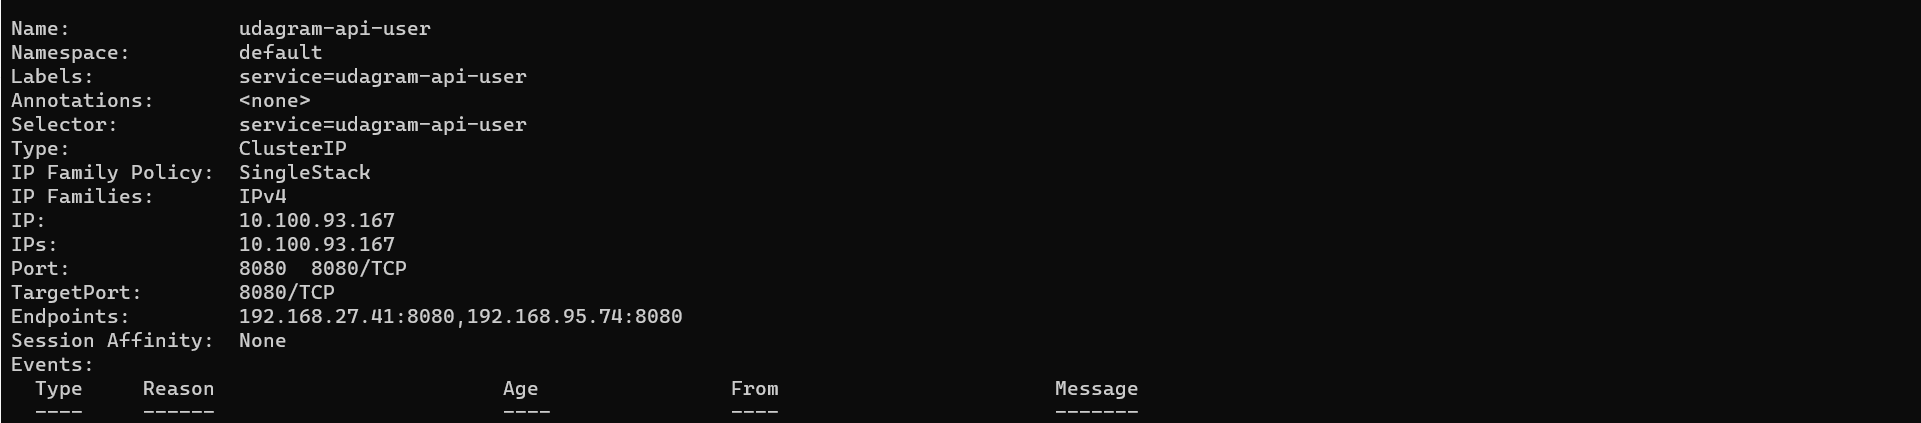 Name:              udagram-api-user
Namespace:         default
Labels:            service=udagram-api-user
Annotations:       <none>
Selector:          service=udagram-api-user
Type:              ClusterIP
IP Family Policy:  SingleStack
IP Families:       IPv4
IP:                10.100.93.167
IPs:               10.100.93.167
Port:              8080  8080/TCP
TargetPort:        8080/TCP
Endpoints:         192.168.27.41:8080,192.168.95.74:8080
Session Affinity:  None
Events:
  Type     Reason                        Age                From                       Message
  ----     ------                        ----               ----                       -------